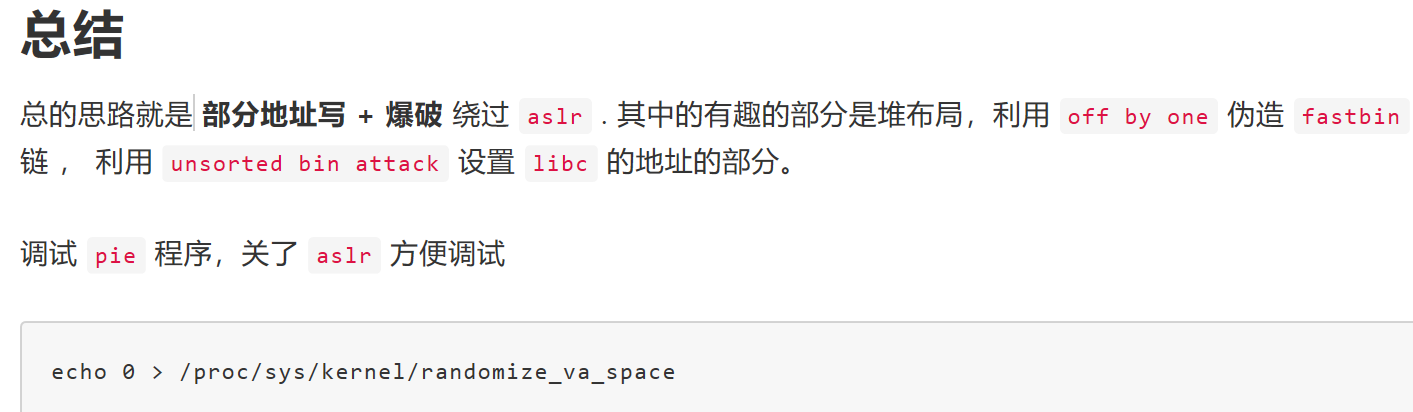 总结
总的思路就是 部分地址写 + 爆破 绕过 aslr . 其中的有趣的部分是堆布局，利用 off by one 伪造 fastbin
链 ， 利用 unsorted bin attack 设置 libc 的地址的部分。
调试 pie 程序，关了 aslr 方便调试
echo 0 > /proc/sys/kernel/randomize_va_space